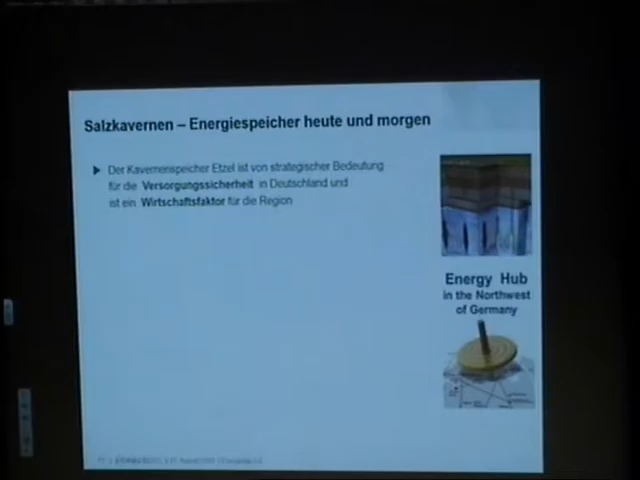 Salzkavernen – Energiespeicher heute und morgen
Der Kavernenspeicher Etzel ist von strategischer Bedeutung
für die Versorgungssicherheit in Deutschland und
ist ein Wirtschaftsfaktor für die Region
Energy Hub
in the Northwest
of Germany